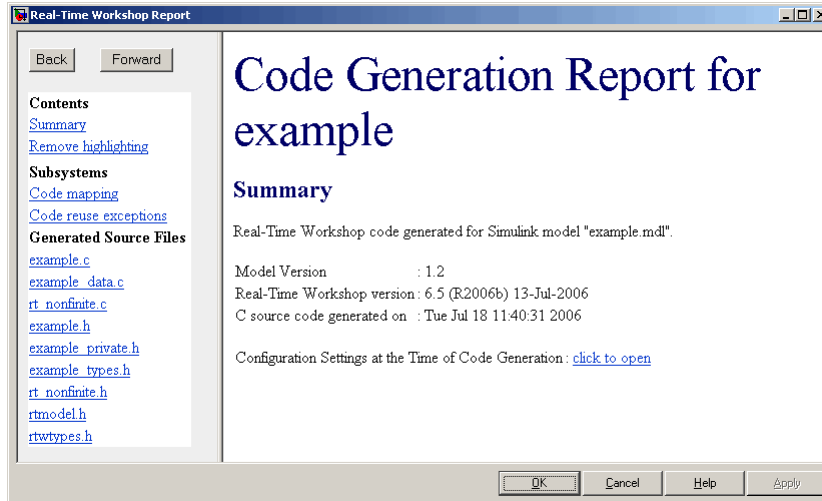 Real-Time Workshop Report
Back
Forward
Contents
Summary
Remove highlighting
Subsystems
Code mapping
Code reuse exceptions
Generated Source Files
example.c
example_data.c
rt_nonfinite.c
example.h
example_private.h
example_types.h
rt_nonfinite.h
rtmodel.h
rtwtypes.h
Code Generation Report for
example
Summary
Real-Time Workshop code generated for Simulink model "example.mdl".
Model Version : 1.2
Real-Time Workshop version : 6.5 (R2006b) 13-Jul-2006
C source code generated on : Tue Jul 18 11:40:31 2006
Configuration Settings at the Time of Code Generation : click to open
OK
Cancel
Help
Apply